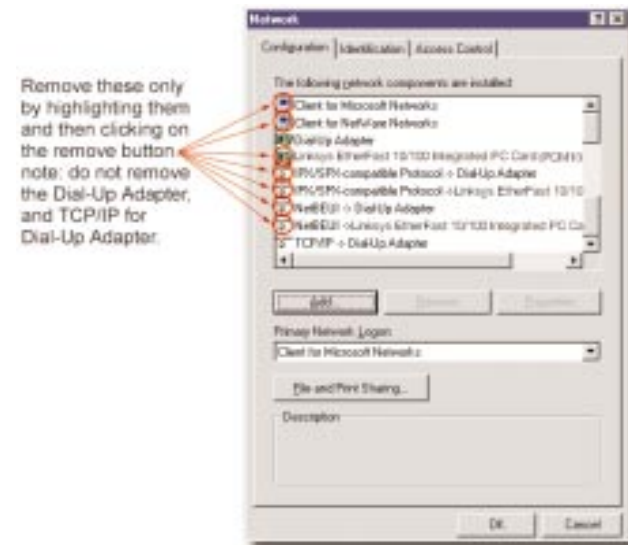 Remove these only
by highlighting them
and then clicking on
the remove button
note: do not remove
the Dial-Up Adapter,
and TCP/IP for
Dial-Up Adapter.
Network
Configuration Identification Access Control
The following network components are installed:
Client for Microsoft Networks
Client for NetWare Networks
Dial-Up Adapter
Linksys EtherFast 10/100 Integrated PC Card (PCM10
IPX/SPX-compatible Protocol -> Dial-Up Adapter
IPX/SPX-compatible Protocol -> Linksys EtherFast 10/10
NetBEUI -> Dial-Up Adapter
NetBEUI -> Linksys EtherFast 10/100 Integrated PC Ca
TCP/IP -> Dial-Up Adapter
Add... Remove Properties
Primary Network Logon:
Client for Microsoft Networks
File and Print Sharing...
Description
OK Cancel